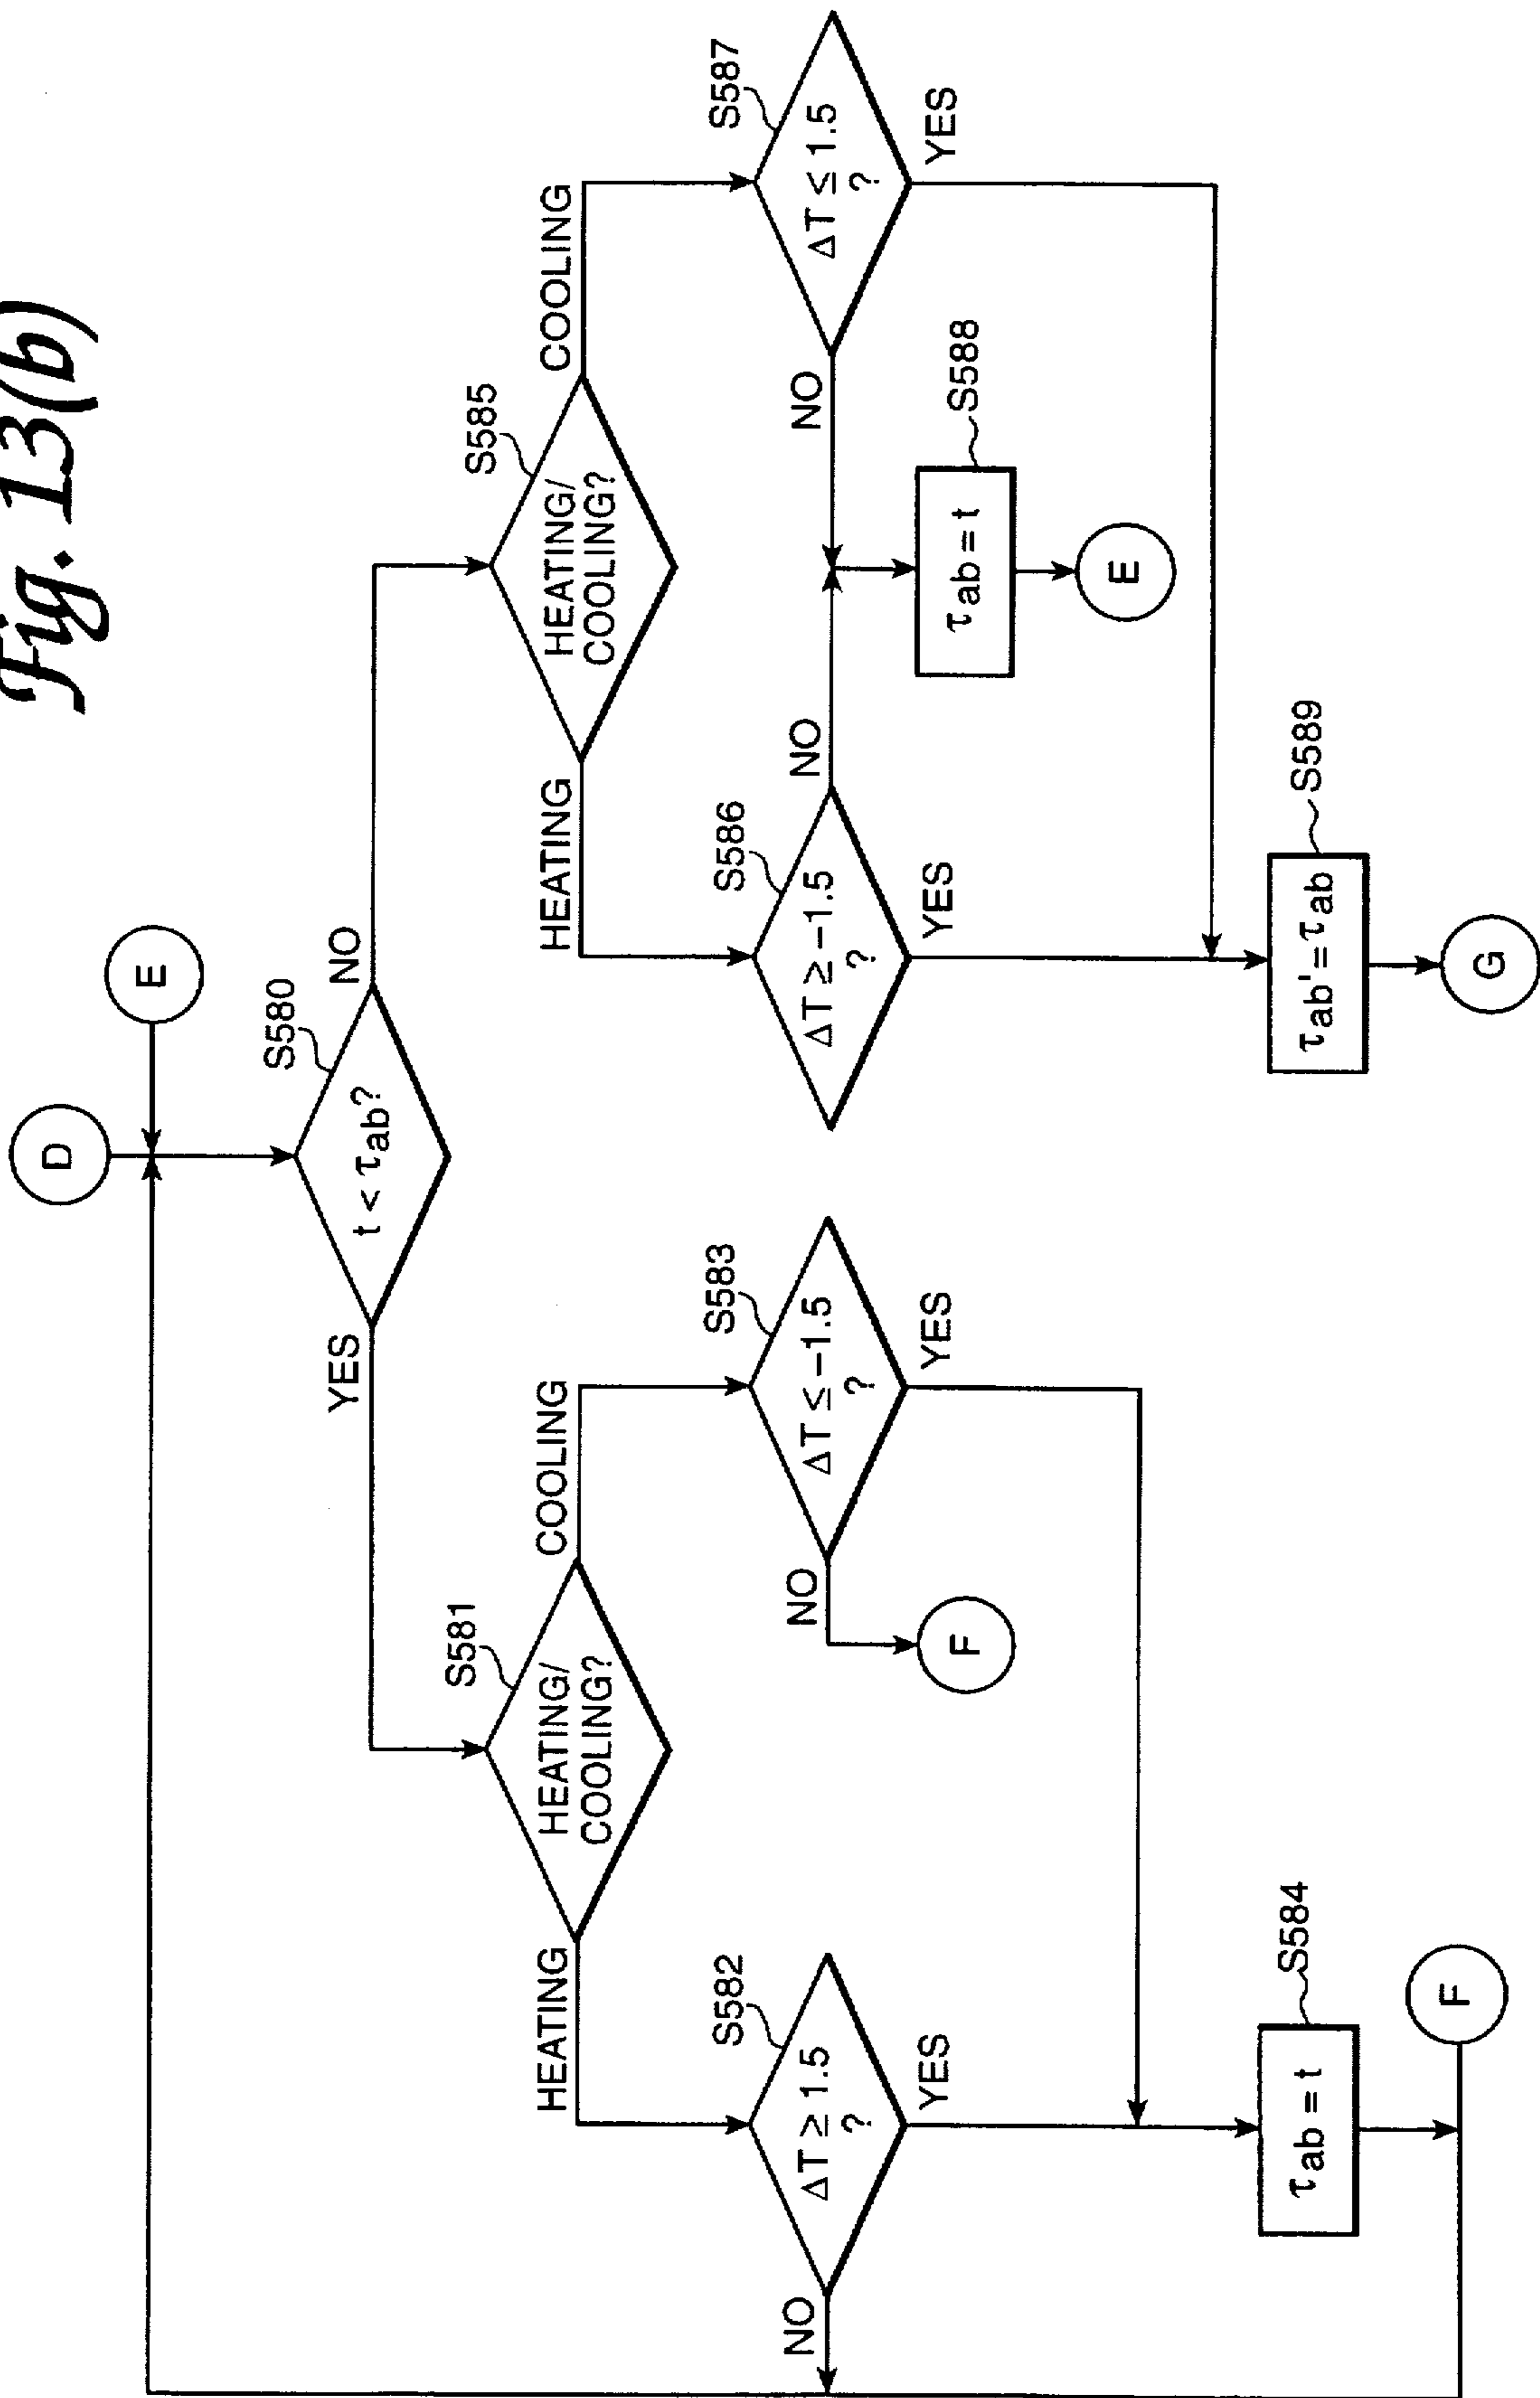 Fig. 13(b)
D
E
S580
t < τab?
YES
NO
S581
HEATING/
COOLING?
HEATING
COOLING
S585
HEATING/
COOLING?
HEATING
COOLING
S582
ΔT ≥ 1.5
?
NO
YES
S583
ΔT ≤ −1.5
?
NO
YES
F
S586
ΔT ≥ −1.5
?
NO
YES
S587
ΔT ≤ 1.5
?
NO
YES
S588
τab = t
E
S584
τab = t
F
S589
τab' = τab
G